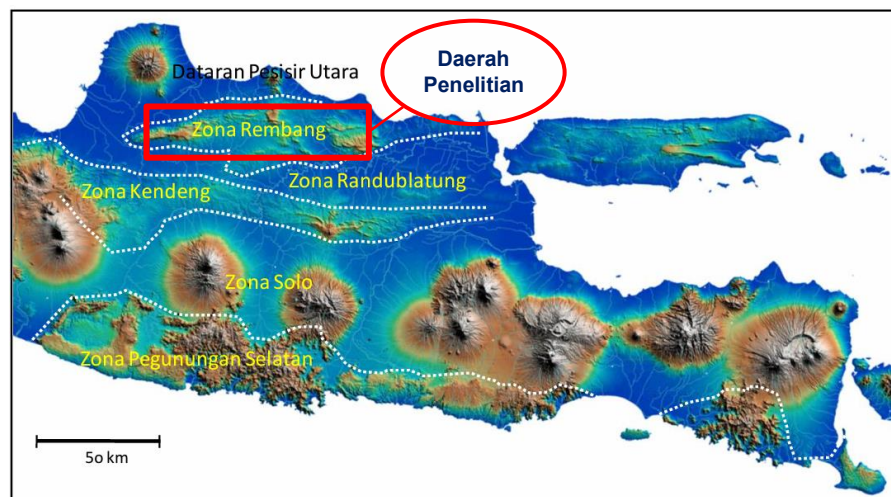 Dataran Pesisir Utara
Daerah
Penelitian
Zona Rembang
Zona Kendeng
Zona Randublatung
Zona Solo
Zona Pegunungan Selatan
5o km